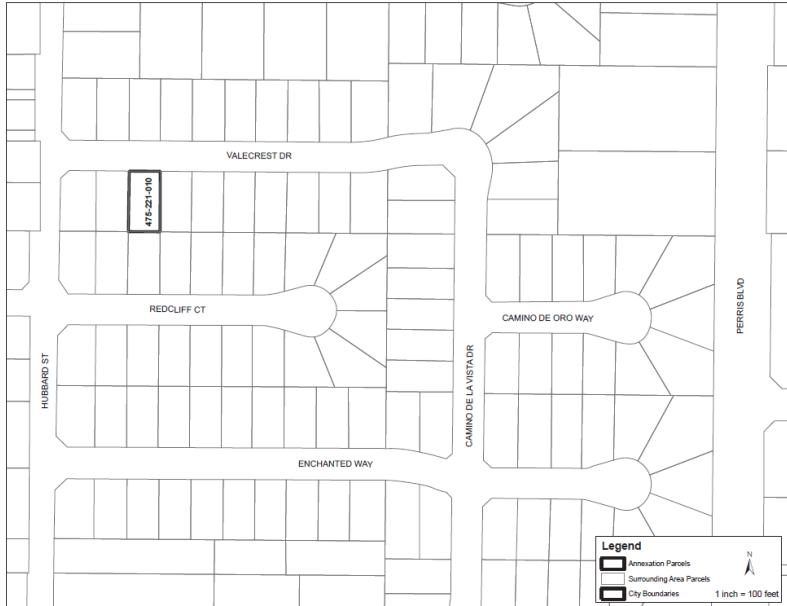 VALECREST DR
475-221-010
REDCLIFF CT
CAMINO DE ORO WAY
PERRIS BLVD
HUBBARD ST
CAMINO DE LA VISTA DR
ENCHANTED WAY
Legend
Annexation Parcels
Surrounding Area Parcels
City Boundaries
N
1 inch = 100 feet